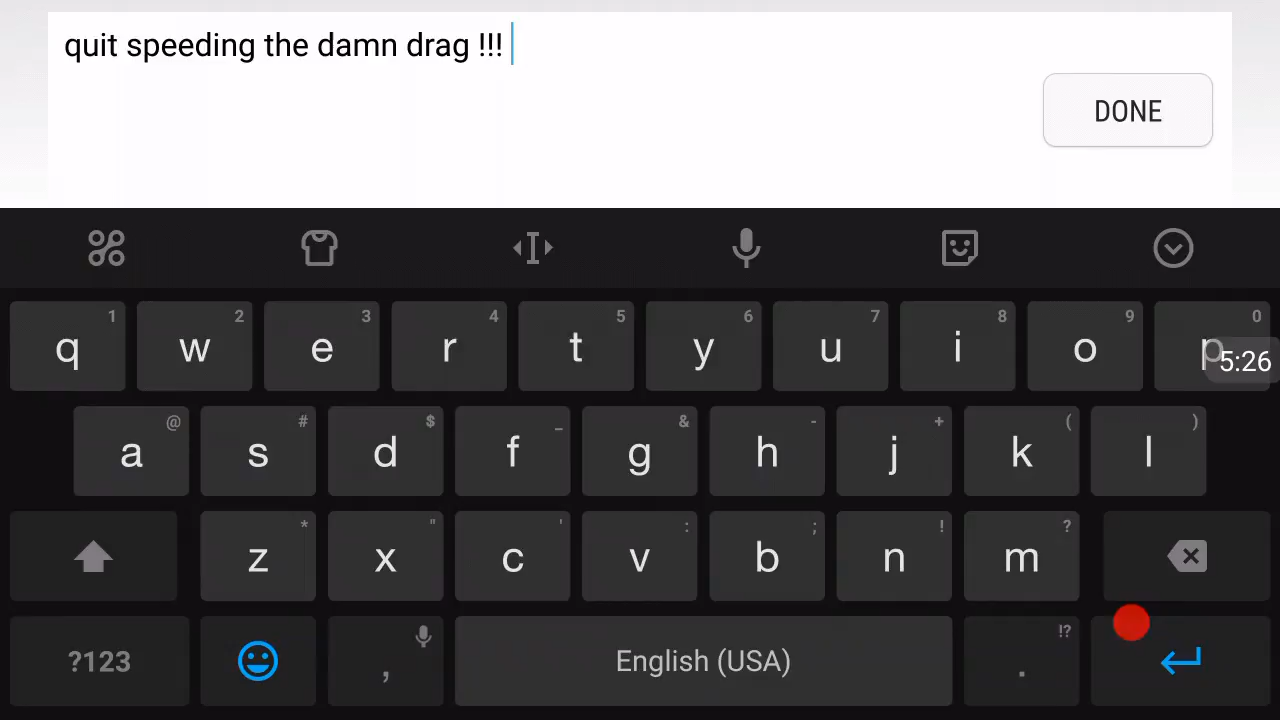 quit speeding the damn drag !!!
DONE
1 2 3 4 5 6 7 8 9 0
q w e r t y u i o p
5:26
@ # $ _ & - + ( )
a s d f g h j k l
* " ' : ; ! ?
z x c v b n m
!?
?123 , English (USA) .